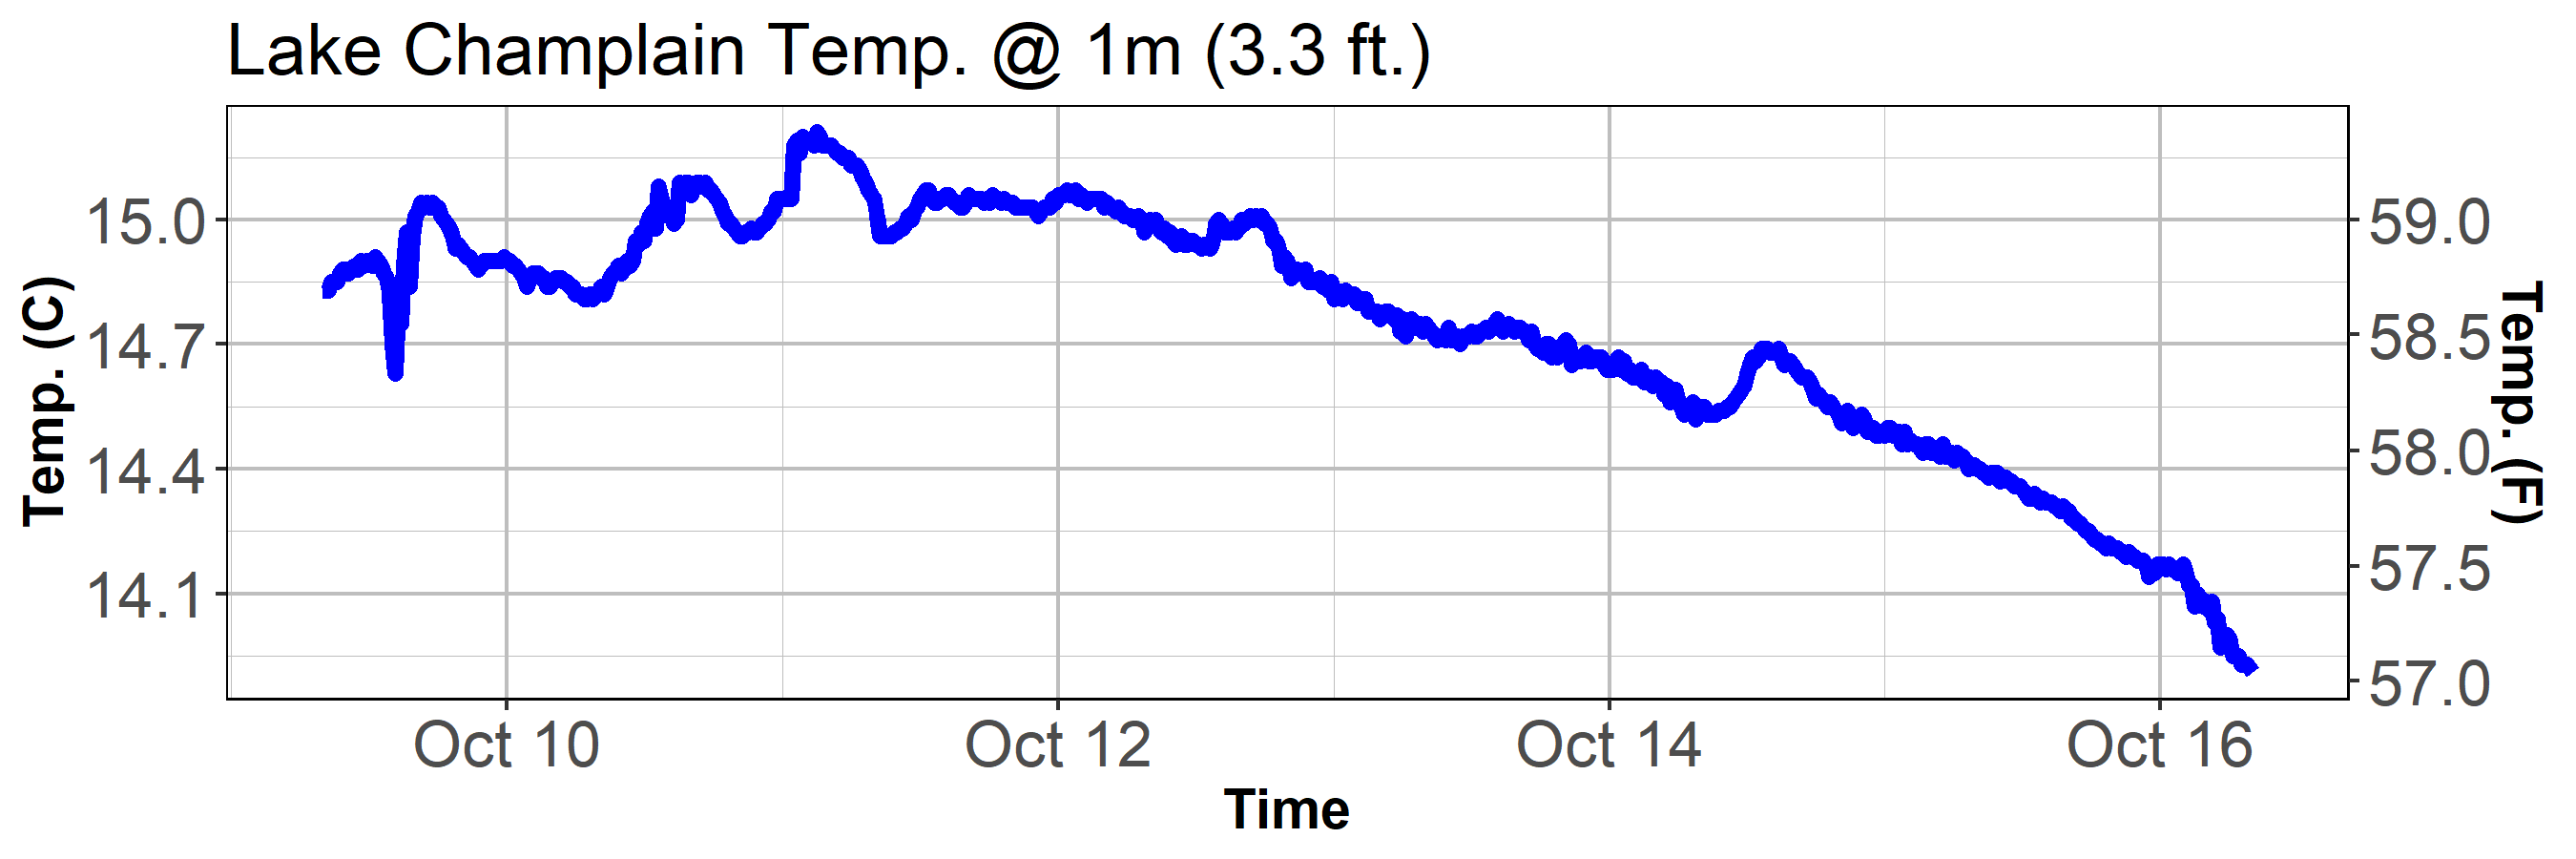 Lake Champlain Temp. @ 1m (3.3 ft.)
Temp. (C)
15.0
14.7
14.4
14.1
59.0
58.5
58.0
57.5
57.0
Temp. (F)
Oct 10
Oct 12
Oct 14
Oct 16
Time